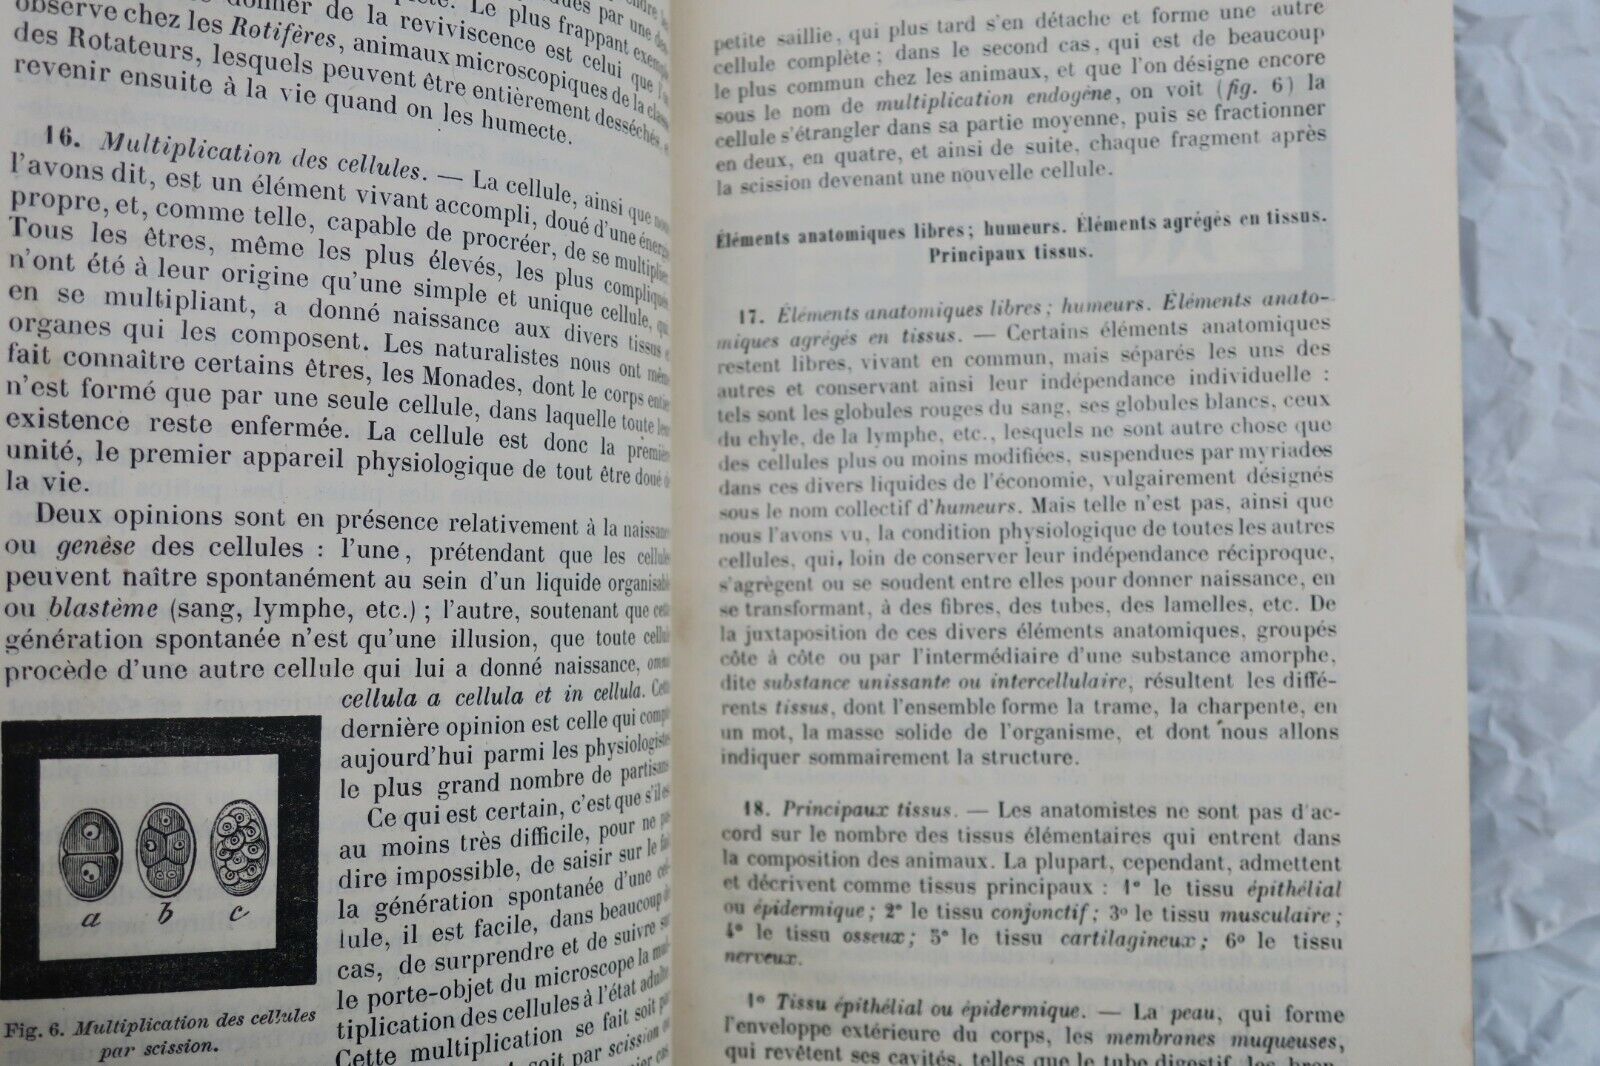 donner de la reviviscence est celui que l'on
observe chez les Rotifères, animaux microscopiques de la classe
des Rotateurs, lesquels peuvent être entièrement desséchés, et
revenir ensuite à la vie quand on les humecte.
16. Multiplication des cellules. — La cellule, ainsi que nous
l'avons dit, est un élément vivant accompli, doué d'une énergie
propre, et, comme telle, capable de procréer, de se multiplier.
Tous les êtres, même les plus élevés, les plus compliqués
n'ont été à leur origine qu'une simple et unique cellule, qui
en se multipliant, a donné naissance aux divers tissus et
organes qui les composent. Les naturalistes nous ont même
fait connaître certains êtres, les Monades, dont le corps entier
n'est formé que par une seule cellule, dans laquelle toute leur
existence reste enfermée. La cellule est donc la première
unité, le premier appareil physiologique de tout être doué de
la vie.
Deux opinions sont en présence relativement à la naissance
ou genèse des cellules : l'une, prétendant que les cellules
peuvent naître spontanément au sein d'un liquide organisable
ou blastème (sang, lymphe, etc.) ; l'autre, soutenant que cette
génération spontanée n'est qu'une illusion, que toute cellule
procède d'une autre cellule qui lui a donné naissance, omnis
cellula a cellula et in cellula. Cette
dernière opinion est celle qui compte
aujourd'hui parmi les physiologistes
le plus grand nombre de partisans
Ce qui est certain, c'est que s'il est
au moins très difficile, pour ne pas
dire impossible, de saisir sur le fait
la génération spontanée d'une cel-
lule, il est facile, dans beaucoup de
cas, de surprendre et de suivre sur
le porte-objet du microscope la mul-
tiplication des cellules à l'état adulte
Cette multiplication se fait soit par
soit par scission ou
a b c
Fig. 6. Multiplication des cellules
par scission.
petite saillie, qui plus tard s'en détache et forme une autre
cellule complète ; dans le second cas, qui est de beaucoup
le plus commun chez les animaux, et que l'on désigne encore
sous le nom de multiplication endogène, on voit (fig. 6) la
cellule s'étrangler dans sa partie moyenne, puis se fractionner
en deux, en quatre, et ainsi de suite, chaque fragment après
la scission devenant une nouvelle cellule.
Éléments anatomiques libres ; humeurs. Éléments agrégés en tissus.
Principaux tissus.
17. Éléments anatomiques libres ; humeurs. Éléments anato-
miques agrégés en tissus. — Certains éléments anatomiques
restent libres, vivant en commun, mais séparés les uns des
autres et conservant ainsi leur indépendance individuelle :
tels sont les globules rouges du sang, ses globules blancs, ceux
du chyle, de la lymphe, etc., lesquels ne sont autre chose que
des cellules plus ou moins modifiées, suspendues par myriades
dans ces divers liquides de l'économie, vulgairement désignés
sous le nom collectif d'humeurs. Mais telle n'est pas, ainsi que
nous l'avons vu, la condition physiologique de toutes les autres
cellules, qui, loin de conserver leur indépendance réciproque,
s'agrègent ou se soudent entre elles pour donner naissance, en
se transformant, à des fibres, des tubes, des lamelles, etc. De
la juxtaposition de ces divers éléments anatomiques, groupés
côte à côte ou par l'intermédiaire d'une substance amorphe,
dite substance unissante ou intercellulaire, résultent les diffé-
rents tissus, dont l'ensemble forme la trame, la charpente, en
un mot, la masse solide de l'organisme, et dont nous allons
indiquer sommairement la structure.
18. Principaux tissus. — Les anatomistes ne sont pas d'ac-
cord sur le nombre des tissus élémentaires qui entrent dans
la composition des animaux. La plupart, cependant, admettent
et décrivent comme tissus principaux : 1° le tissu épithélial
ou épidermique ; 2° le tissu conjonctif ; 3° le tissu musculaire ;
4° le tissu osseux ; 5° le tissu cartilagineux ; 6° le tissu
nerveux.
1° Tissu épithélial ou épidermique. — La peau, qui forme
l'enveloppe extérieure du corps, les membranes muqueuses,
qui revêtent ses cavités, telles que le tube digestif, les bron-